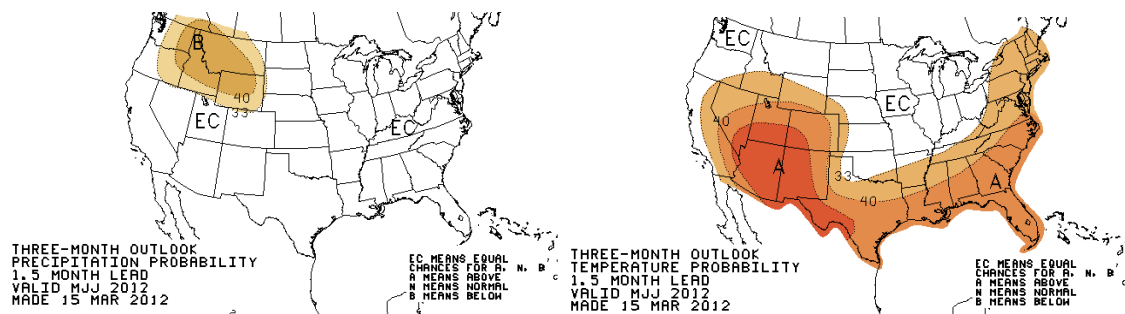 B
40
33
EC
EC
THREE-MONTH OUTLOOK
PRECIPITATION PROBABILITY
1.5 MONTH LEAD
VALID MJJ 2012
MADE 15 MAR 2012
EC MEANS EQUAL
CHANCES FOR A, N, B
A MEANS ABOVE
N MEANS NORMAL
B MEANS BELOW
EC
EC
40
A
33
40
A
THREE-MONTH OUTLOOK
TEMPERATURE PROBABILITY
1.5 MONTH LEAD
VALID MJJ 2012
MADE 15 MAR 2012
EC MEANS EQUAL
CHANCES FOR A, N, B
A MEANS ABOVE
N MEANS NORMAL
B MEANS BELOW